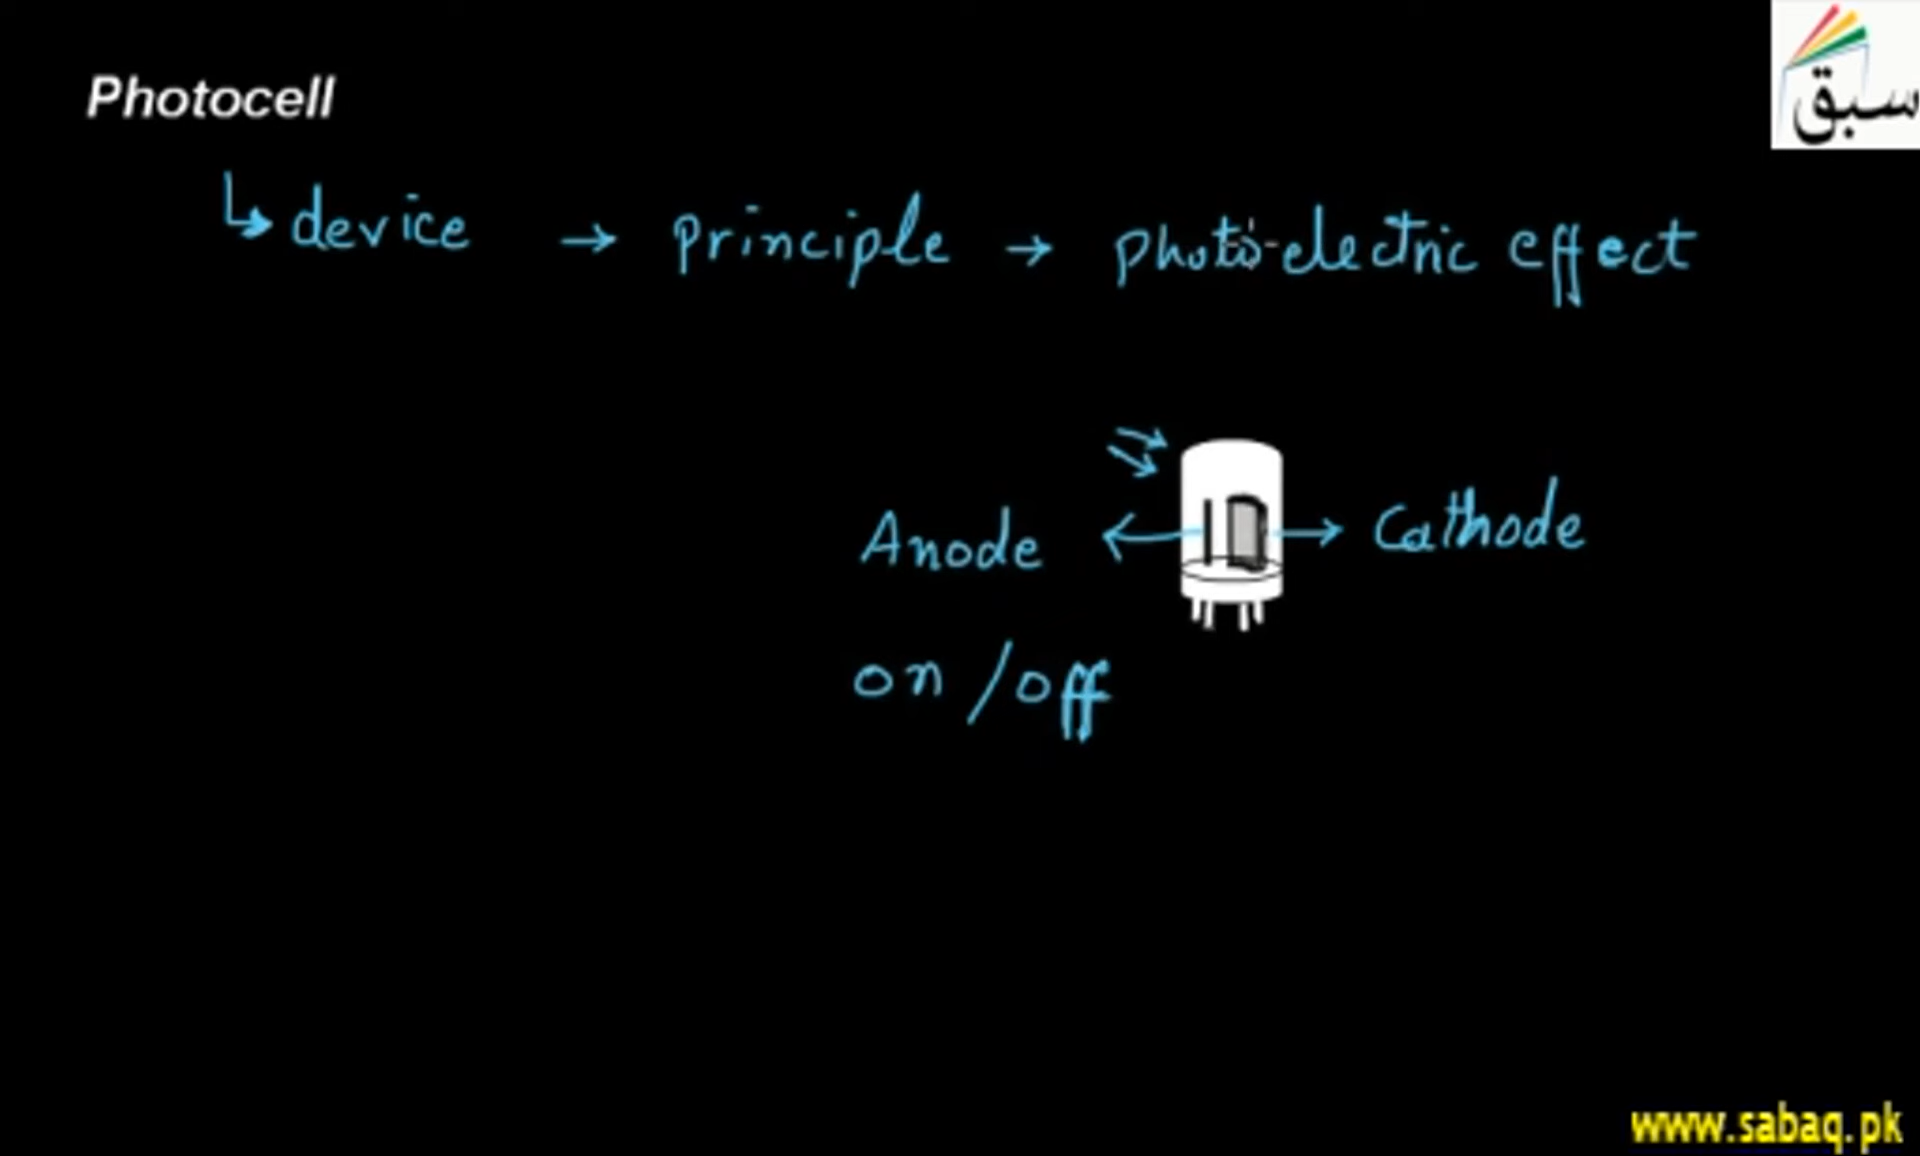 Photocell
سبق
↳ device → principle → photo-electric effect
Anode ← → Cathode
on/off
www.sabaq.pk